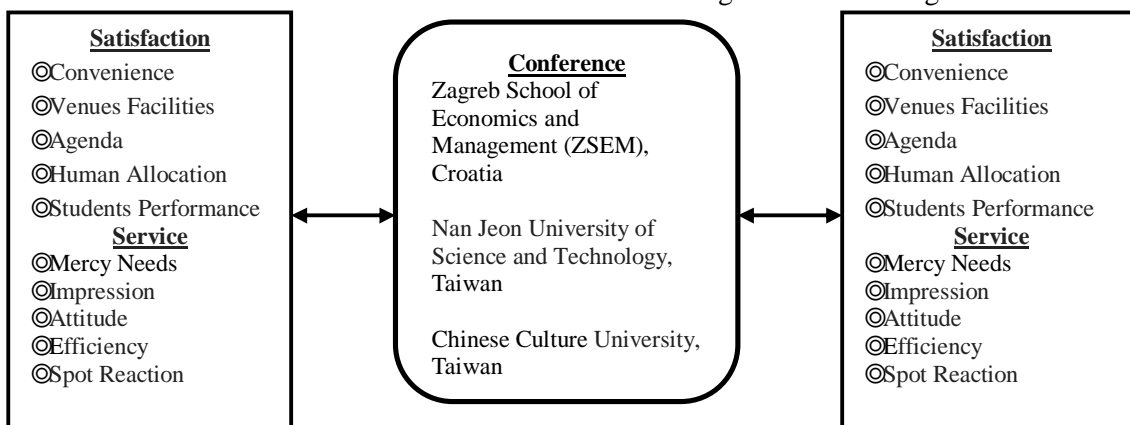 Satisfaction
◎Convenience
◎Venues Facilities
◎Agenda
◎Human Allocation
◎Students Performance
Service
◎Mercy Needs
◎Impression
◎Attitude
◎Efficiency
◎Spot Reaction
Conference
Zagreb School of
Economics and
Management (ZSEM),
Croatia
Nan Jeon University of
Science and Technology,
Taiwan
Chinese Culture University,
Taiwan
Satisfaction
◎Convenience
◎Venues Facilities
◎Agenda
◎Human Allocation
◎Students Performance
Service
◎Mercy Needs
◎Impression
◎Attitude
◎Efficiency
◎Spot Reaction